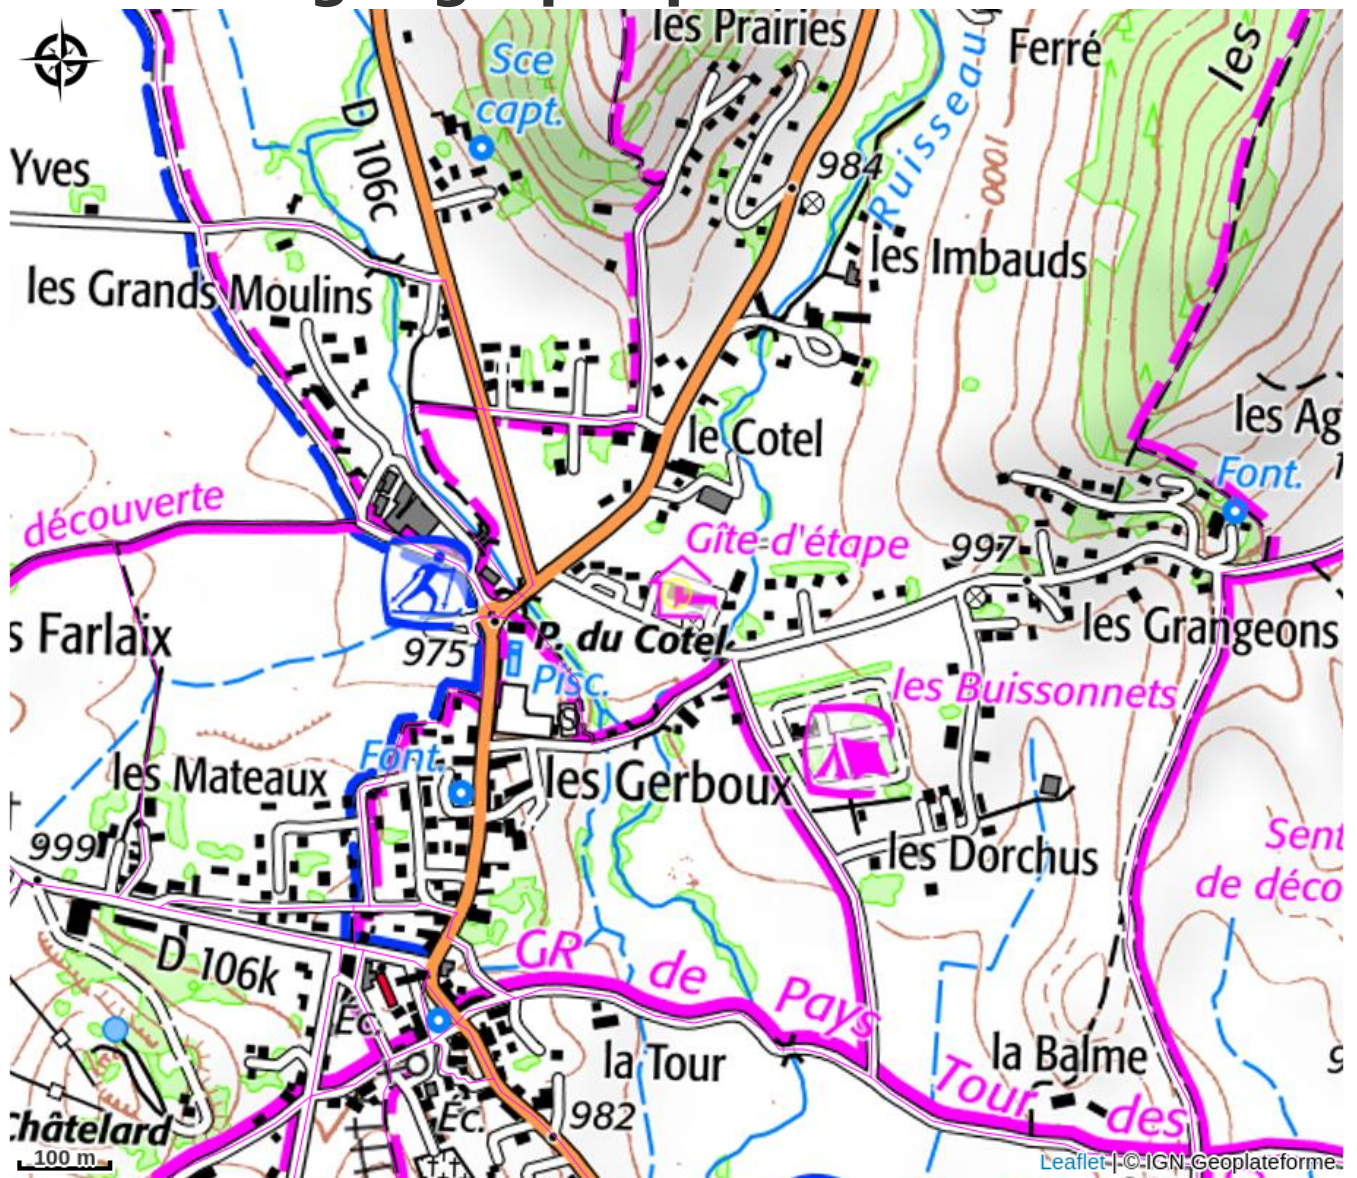 les Prairies
Ferré
les
Sce
capt.
D 106c
Ruisseau
984
1000
Yves
les Imbauds
les Grands Moulins
les Ag
le Cotel
Font.
découverte
Gîte d'étape
997
s Farlaix
975
P. du Cotel
les Grangeons
Pisc.
les Buissonnets
Font.
les Mateaux
les Gerboux
999
les Dorchus
Sent
de déco
D 106k
GR de Pays
Éc.
la Tour
la Balme
9
Tour des
Châtelard
Éc.
982
100 m
Leaflet | © IGN-Geoplateforme